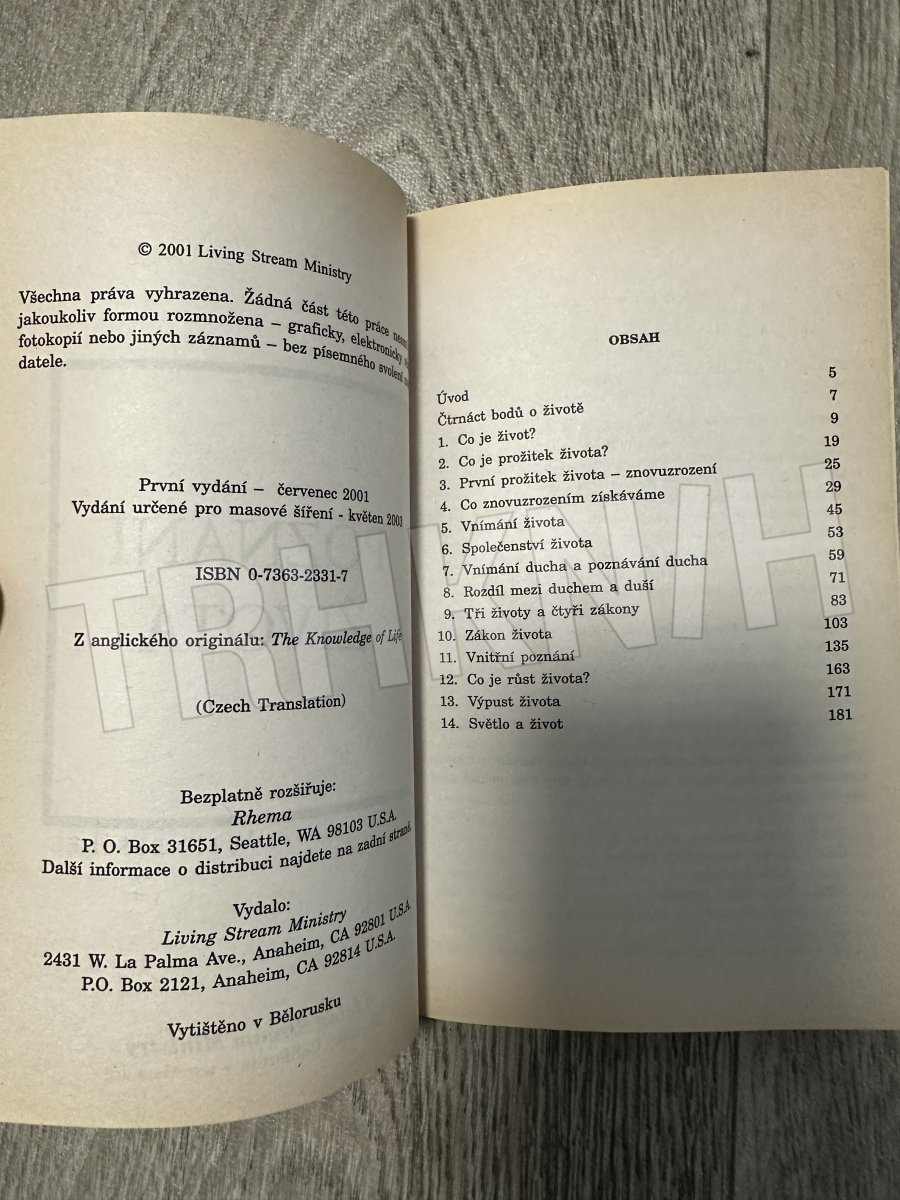 © 2001 Living Stream Ministry
Všechna práva vyhrazena. Žádná část této práce
jakoukoliv formou rozmnožena – graficky, elektronicky
fotokopií nebo jiných záznamů – bez písemného svolení
datele.
První vydání – červenec 2001
Vydání určené pro masové šíření - květen 2003
ISBN 0-7363-2331-7
Z anglického originálu: The Knowledge of Life
(Czech Translation)
Bezplatně rozšiřuje:
Rhema
P. O. Box 31651, Seattle, WA 98103 U.S.A.
Další informace o distribuci najdete na zadní straně.
Vydalo:
Living Stream Ministry
2431 W. La Palma Ave., Anaheim, CA 92801 U.S.A.
P.O. Box 2121, Anaheim, CA 92814 U.S.A.
Vytištěno v Bělorusku
OBSAH
Úvod 5
Čtrnáct bodů o životě 7
1. Co je život? 9
2. Co je prožitek života? 19
3. První prožitek života – znovuzrození 25
4. Co znovuzrozením získáváme 29
5. Vnímání života 45
6. Společenství života 53
7. Vnímání ducha a poznávání ducha 59
8. Rozdíl mezi duchem a duší 71
9. Tři životy a čtyři zákony 83
10. Zákon života 103
11. Vnitřní poznání 135
12. Co je růst života? 163
13. Výpust života 171
14. Světlo a život 181
TRHKNIH